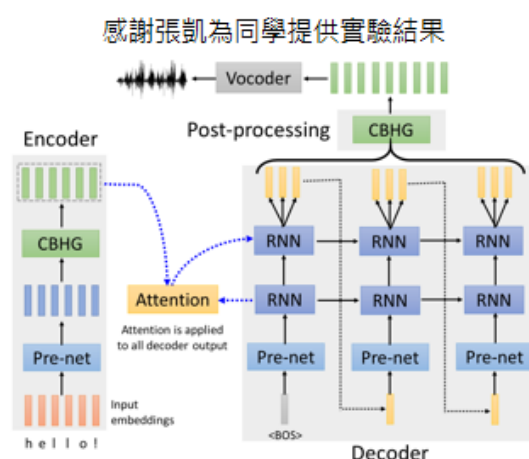 感謝張凱為同學提供實驗結果
Vocoder
Encoder
Post-processing
CBHG
CBHG
RNN
RNN
RNN
Attention
RNN
RNN
RNN
Attention is applied
to all decoder output
Pre-net
Pre-net
Pre-net
Pre-net
Input
embeddings
<BOS>
h e l l o !
Decoder